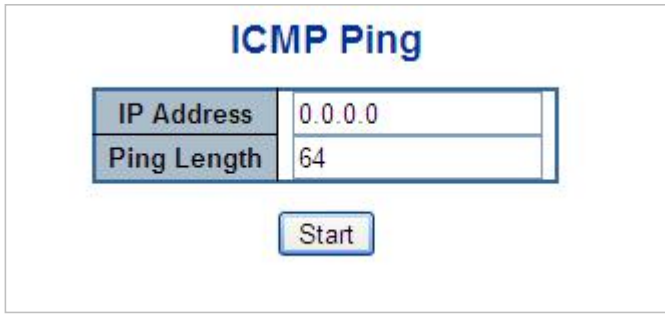 ICMP Ping
IP Address 0.0.0.0
Ping Length 64
Start